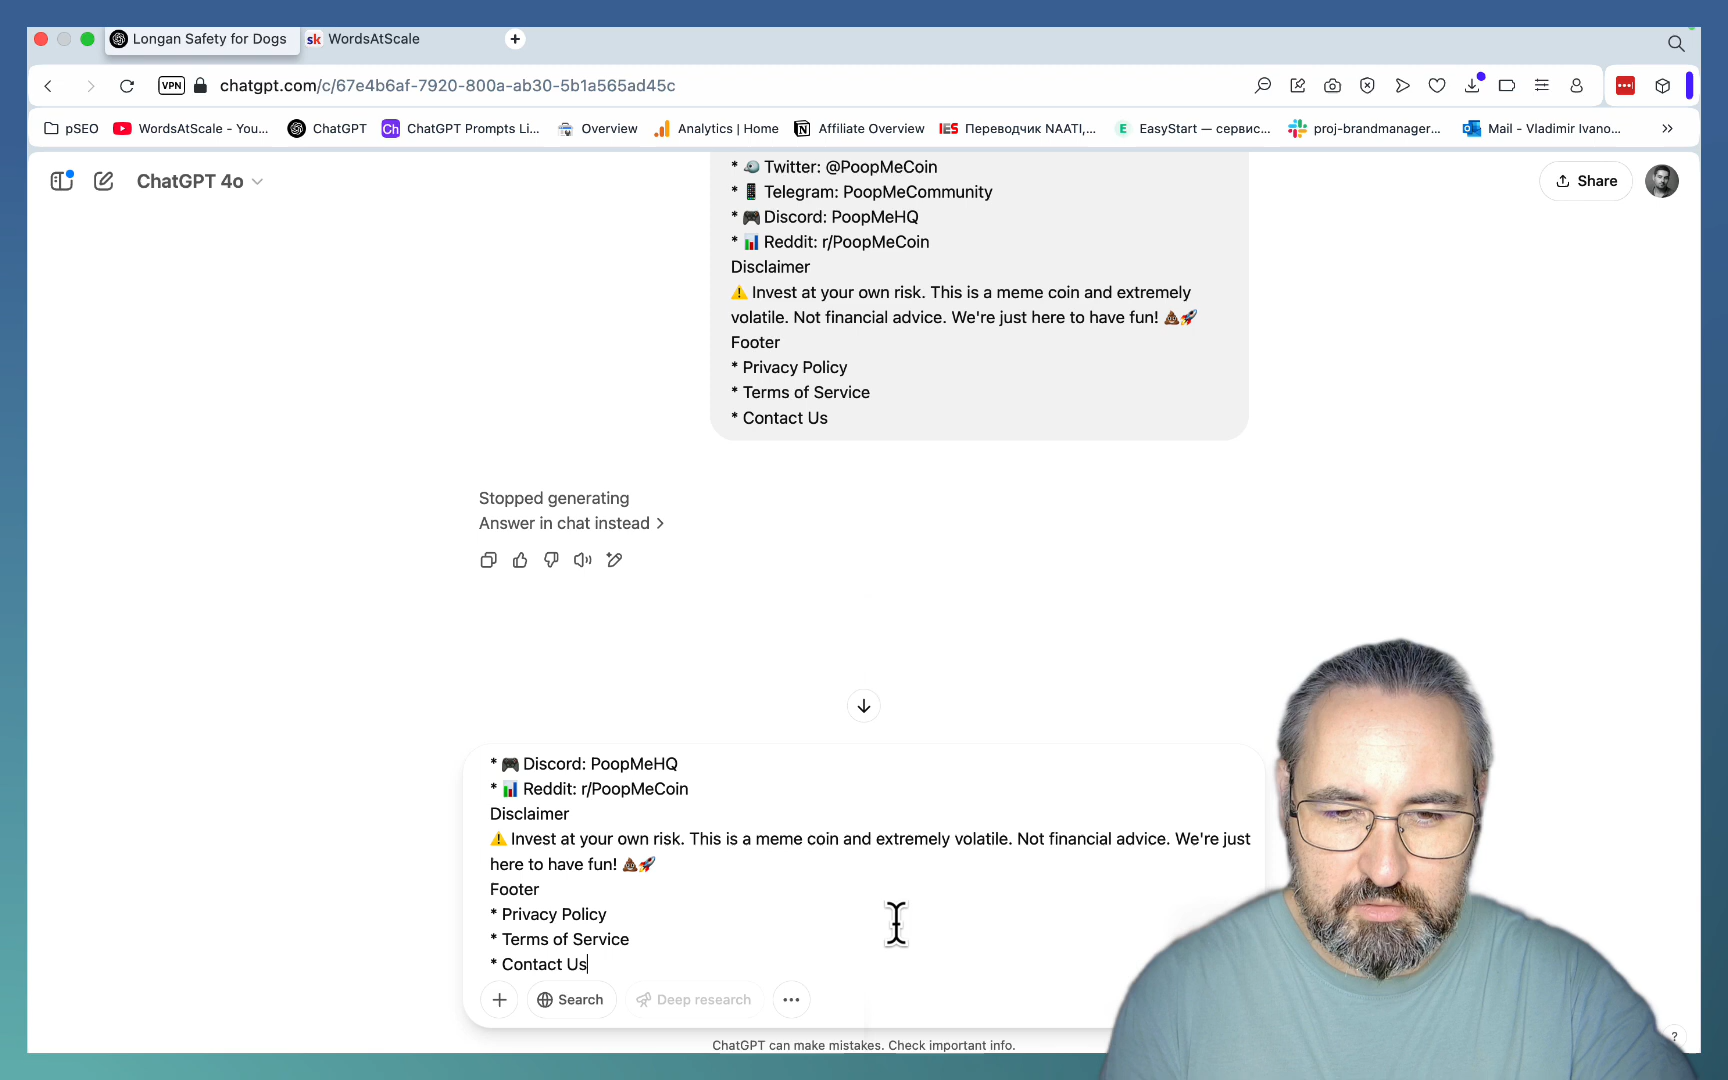 Longan Safety for Dogs
sk WordsAtScale
VPN chatgpt.com/c/67e4b6af-7920-800a-ab30-5b1a565ad45c
pSEO WordsAtScale - You... ChatGPT Ch ChatGPT Prompts Li... Overview Analytics | Home Affiliate Overview IES Переводчик NAATI,... E EasyStart — сервис... proj-brandmanager... Mail - Vladimir Ivano...
ChatGPT 4o
Share
* 🐦 Twitter: @PoopMeCoin
* 📱 Telegram: PoopMeCommunity
* 🎮 Discord: PoopMeHQ
* 📊 Reddit: r/PoopMeCoin
Disclaimer
⚠️ Invest at your own risk. This is a meme coin and extremely
volatile. Not financial advice. We're just here to have fun! 💩🚀
Footer
* Privacy Policy
* Terms of Service
* Contact Us
Stopped generating
Answer in chat instead >
* 🎮 Discord: PoopMeHQ
* 📊 Reddit: r/PoopMeCoin
Disclaimer
⚠️ Invest at your own risk. This is a meme coin and extremely volatile. Not financial advice. We're just
here to have fun! 💩🚀
Footer
* Privacy Policy
* Terms of Service
* Contact Us
Search Deep research
ChatGPT can make mistakes. Check important info.
?